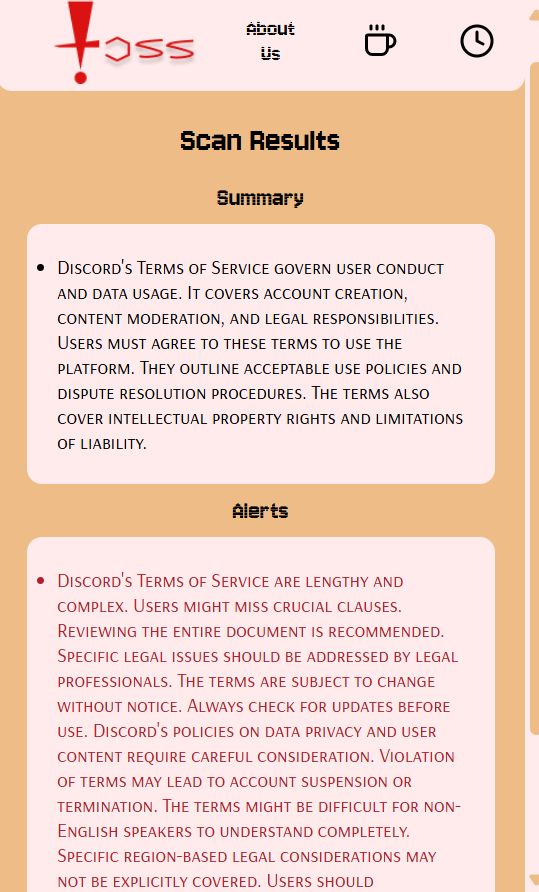 Toss
About
Us
Scan Results
Summary
• Discord's Terms of Service govern user conduct
and data usage. It covers account creation,
content moderation, and legal responsibilities.
Users must agree to these terms to use the
platform. They outline acceptable use policies and
dispute resolution procedures. The terms also
cover intellectual property rights and limitations
of liability.
Alerts
• Discord's Terms of Service are lengthy and
complex. Users might miss crucial clauses.
Reviewing the entire document is recommended.
Specific legal issues should be addressed by legal
professionals. The terms are subject to change
without notice. Always check for updates before
use. Discord's policies on data privacy and user
content require careful consideration. Violation
of terms may lead to account suspension or
termination. The terms might be difficult for non-
English speakers to understand completely.
Specific region-based legal considerations may
not be explicitly covered. Users should